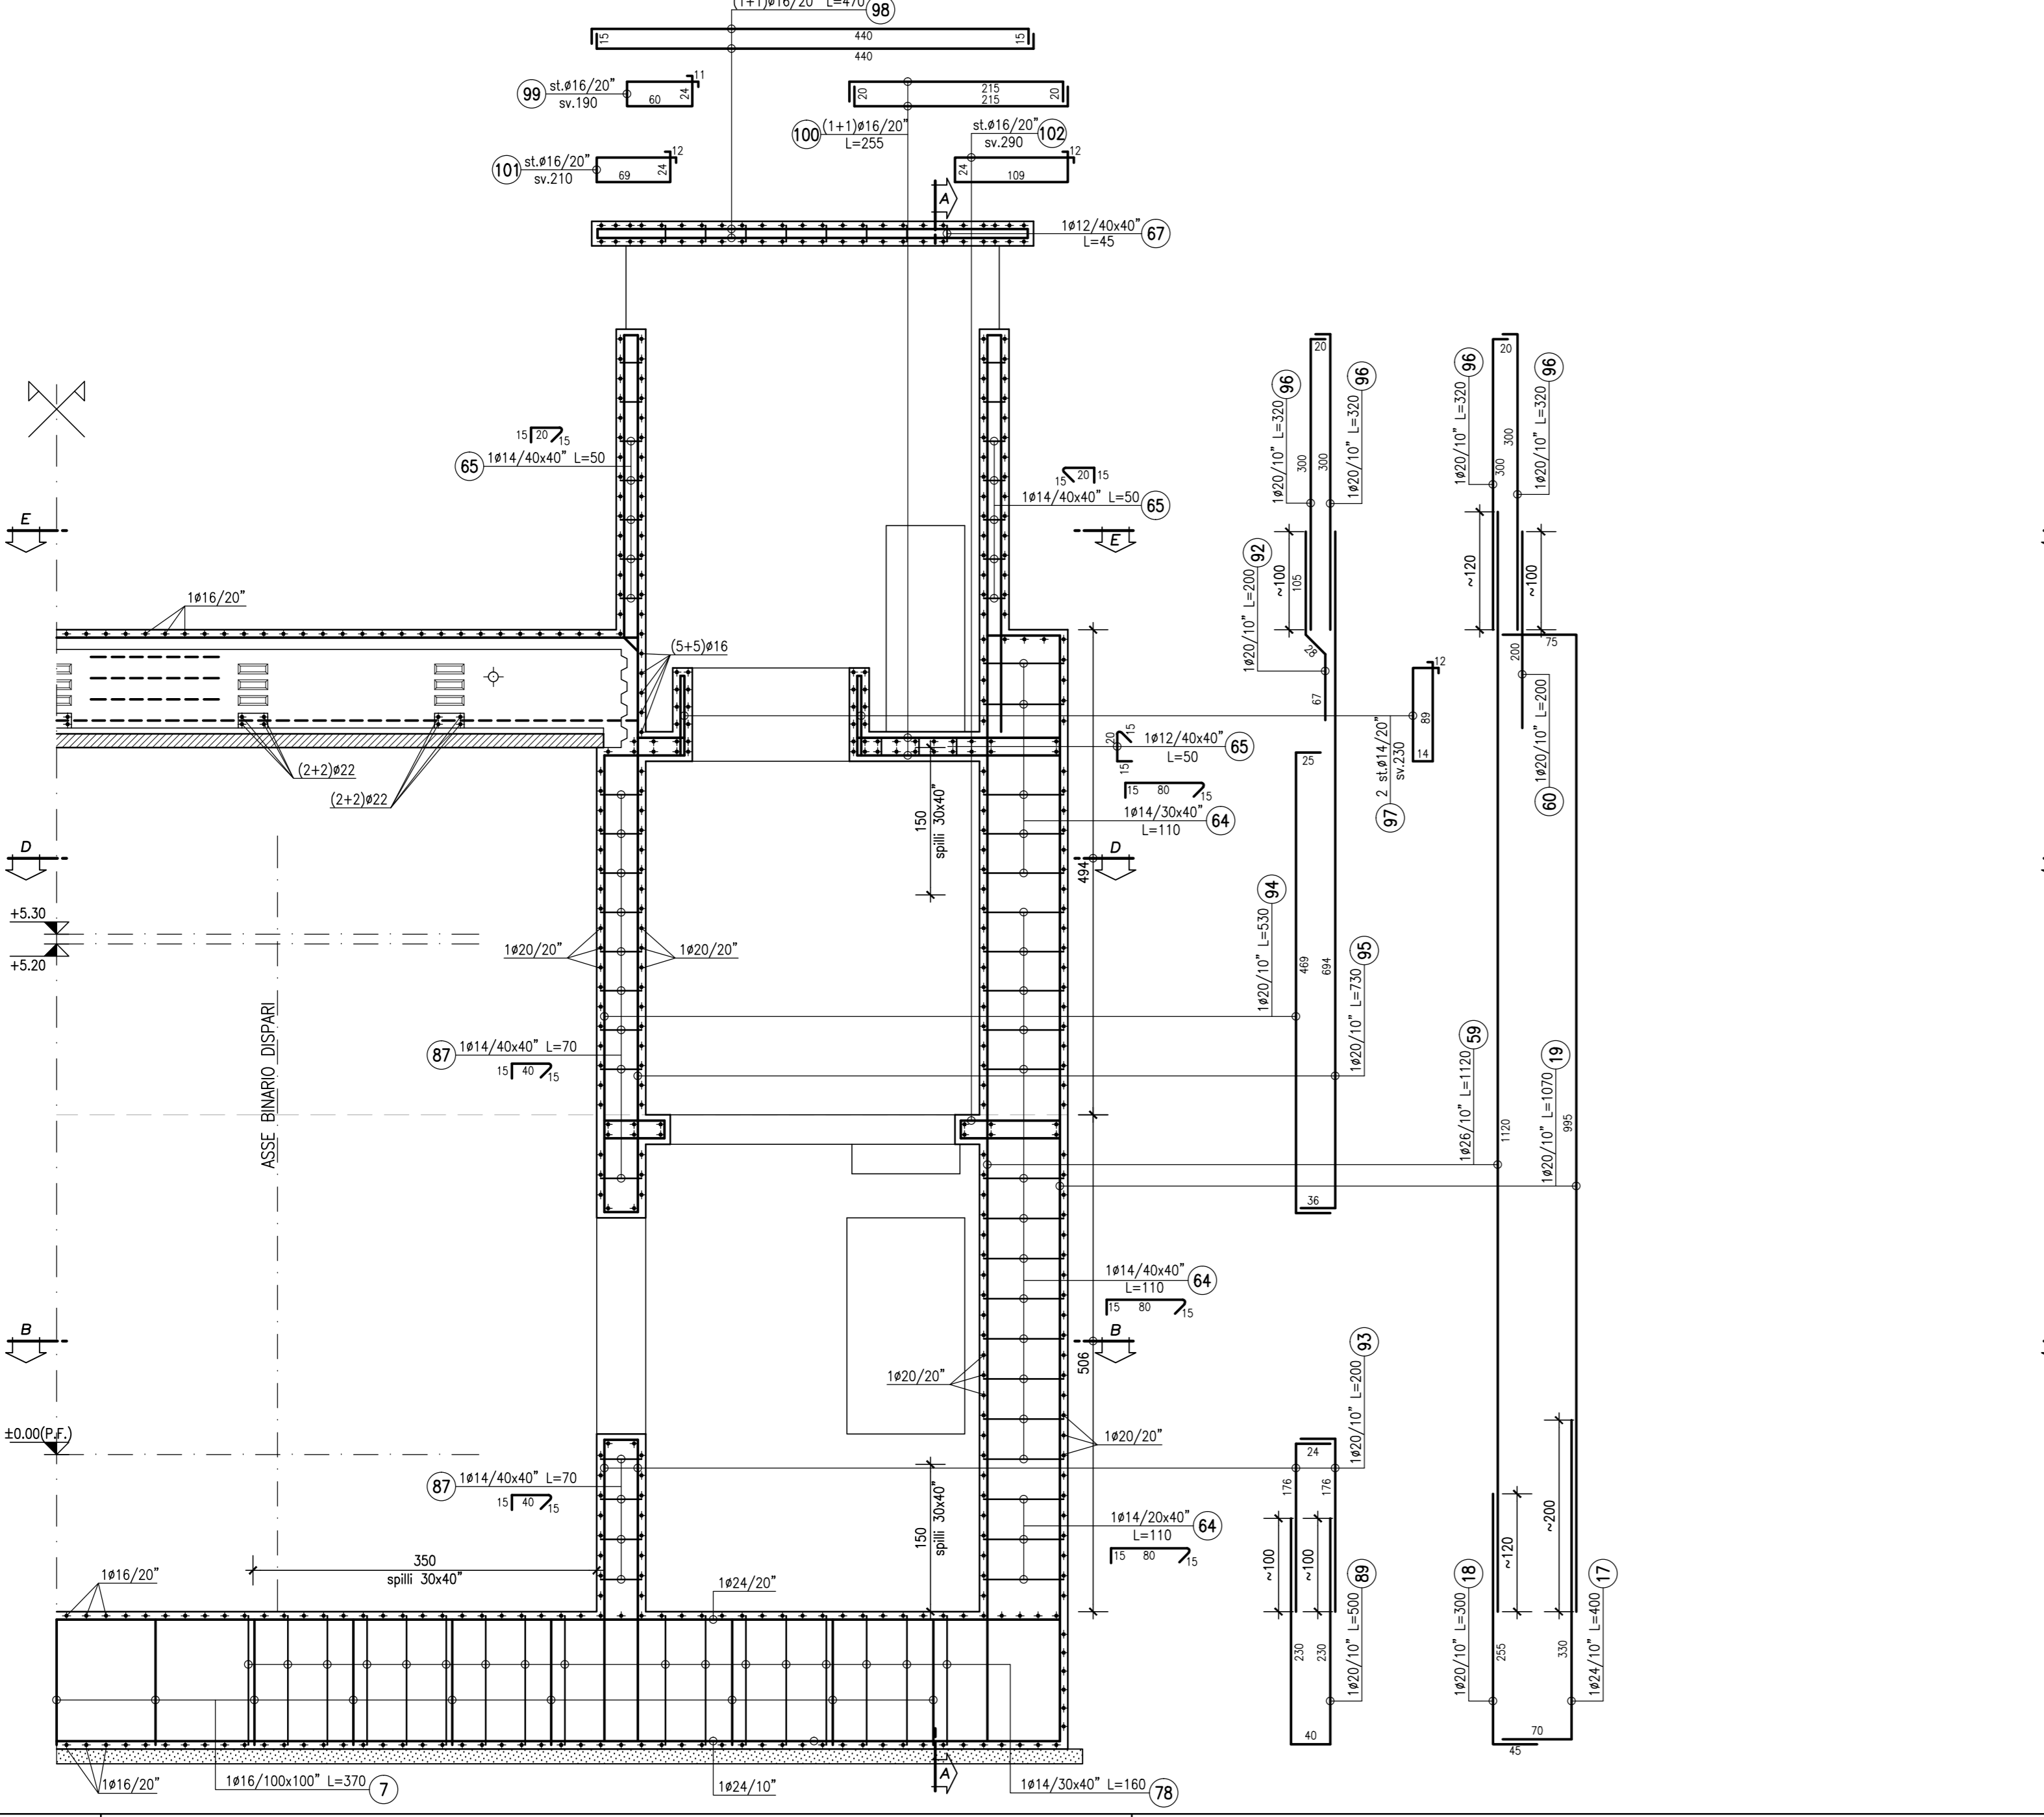 (1+1)ø16/20" L=470 98
15 440 15
440
99 st.ø16/20"
sv.190
60 24 11
20 215 20
215
100 (1+1)ø16/20"
L=255
st.ø16/20" 102
sv.290
101 st.ø16/20"
sv.210
69 24 12
24 109 12
A
1ø12/40x40" 67
L=45
15 20 15
65 1ø14/40x40" L=50
15 20 15
1ø14/40x40" L=50 65
E
E
1ø16/20"
(5+5)ø16
(2+2)ø22
(2+2)ø22
20 15 15
1ø12/40x40" 65
L=50
15 80 15
1ø14/30x40" 64
L=110
150
spilli 30x40"
D
D
494
+5.30
+5.20
1ø20/20"
1ø20/20"
ASSE BINARIO DISPARI
87 1ø14/40x40" L=70
15 40 15
1ø14/40x40" 64
L=110
15 80 15
B
B
506
1ø20/20"
1ø20/20"
±0.00(P.F.)
87 1ø14/40x40" L=70
15 40 15
150
spilli 30x40"
1ø14/20x40" 64
L=110
15 80 15
350
spilli 30x40"
1ø16/20"
1ø24/20"
1ø16/20"
1ø16/100x100" L=370 7
1ø24/10"
A
1ø14/30x40" L=160 78
20
1ø20/10" L=320 96
300
300
1ø20/10" L=320 96
1ø20/10" L=200 92
~100
105
28
67
20
1ø20/10" L=320 96
300
300
1ø20/10" L=320 96
~120
~100
75
200
1ø20/10" L=200 60
12
89
14
2 st.ø14/20" 97
sv.230
25
1ø20/10" L=530 94
469
694
1ø20/10" L=730 95
36
1ø26/10" L=1120 59
1120
1ø20/10" L=1070 19
995
1ø20/10" L=200 93
24
176
176
~100
~100
230
230
1ø20/10" L=500 89
40
~120
~200
1ø20/10" L=300 18
255
330
1ø24/10" L=400 17
70
45